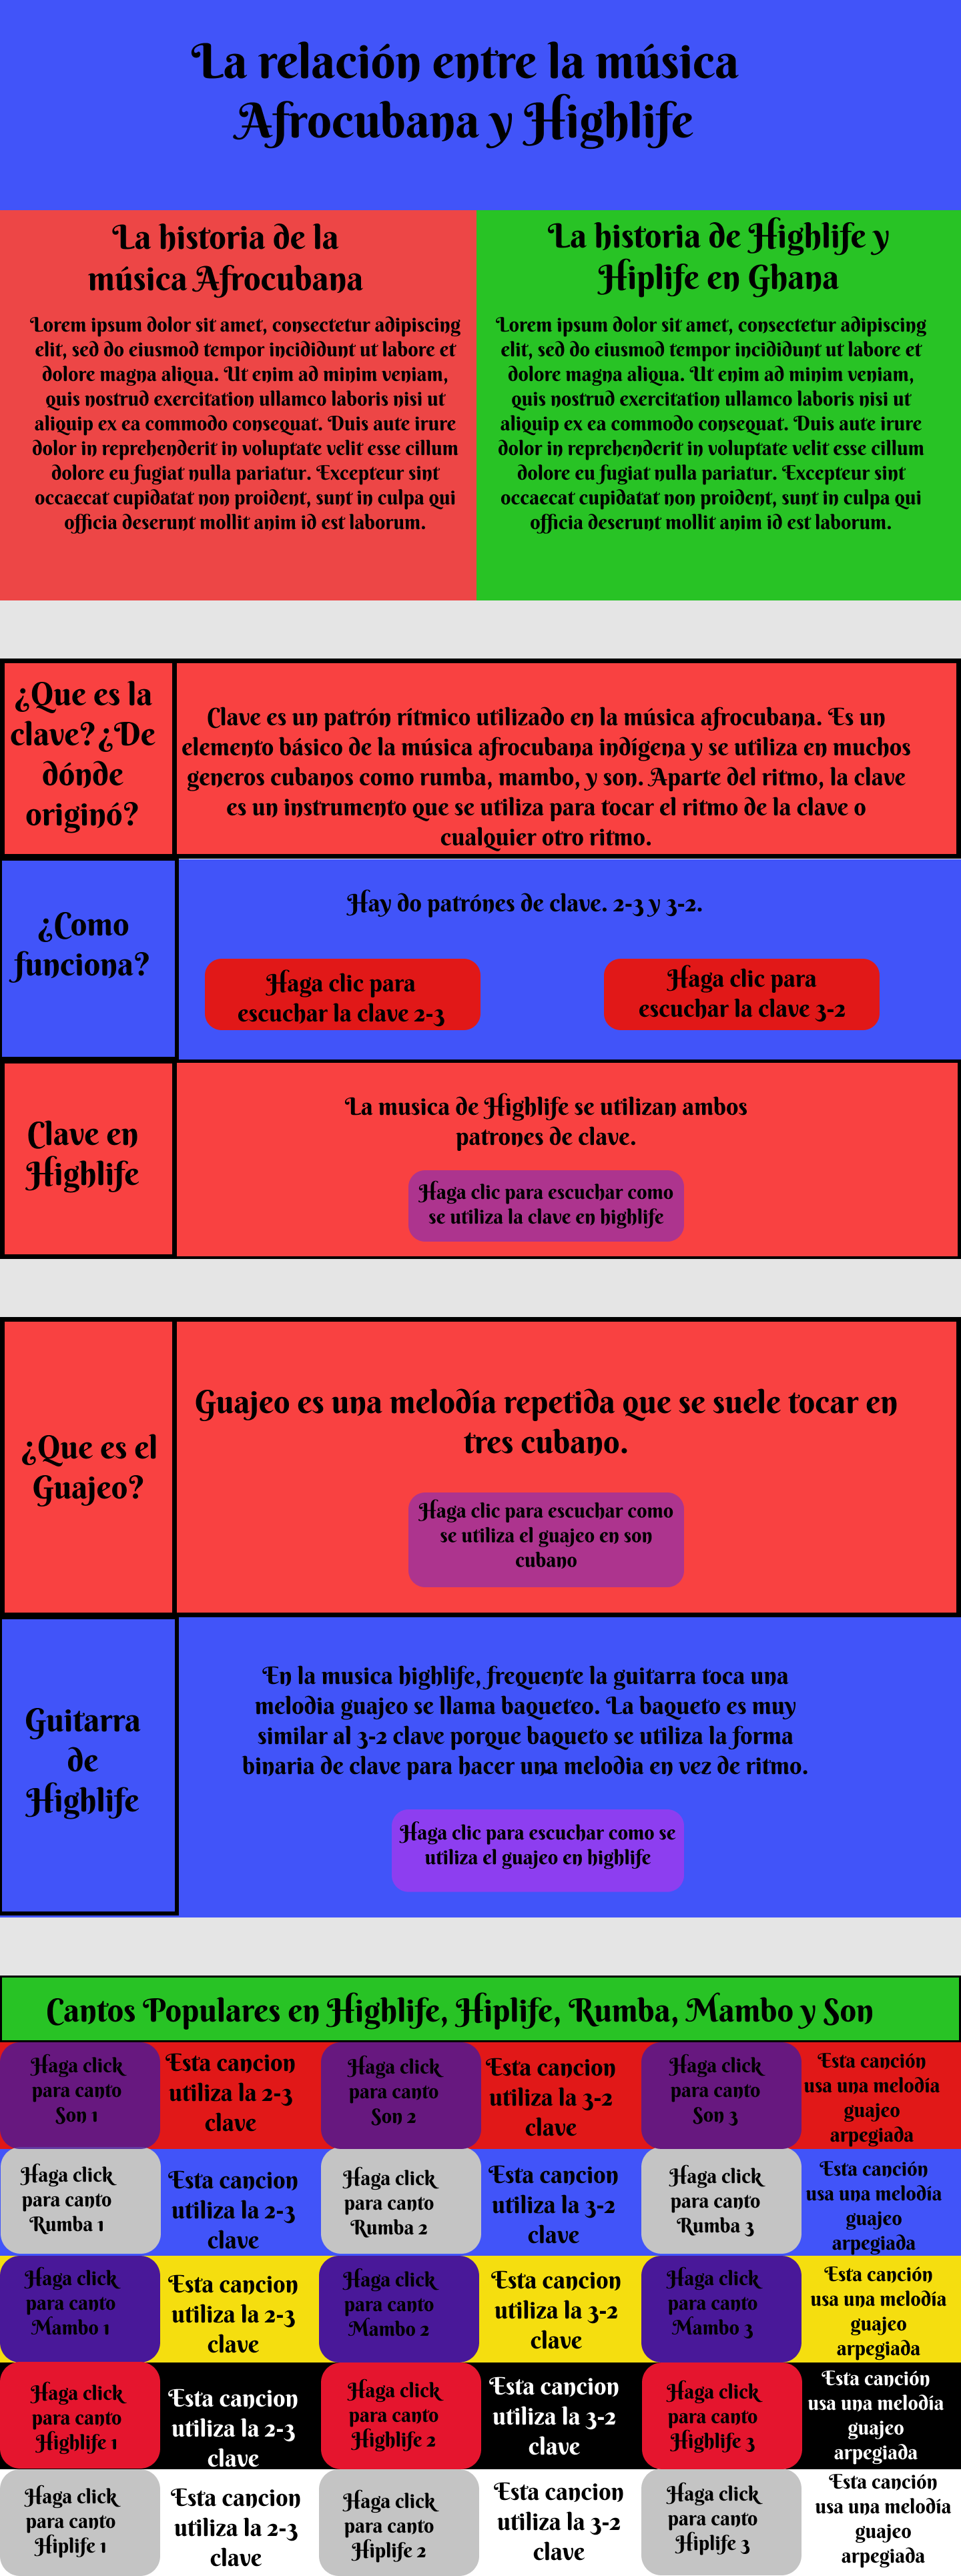 La relación entre la música
Afrocubana y Highlife
La historia de la
música Afrocubana
Lorem ipsum dolor sit amet, consectetur adipiscing
elit, sed do eiusmod tempor incididunt ut labore et
dolore magna aliqua. Ut enim ad minim veniam,
quis nostrud exercitation ullamco laboris nisi ut
aliquip ex ea commodo consequat. Duis aute irure
dolor in reprehenderit in voluptate velit esse cillum
dolore eu fugiat nulla pariatur. Excepteur sint
occaecat cupidatat non proident, sunt in culpa qui
officia deserunt mollit anim id est laborum.
La historia de Highlife y
Hiplife en Ghana
Lorem ipsum dolor sit amet, consectetur adipiscing
elit, sed do eiusmod tempor incididunt ut labore et
dolore magna aliqua. Ut enim ad minim veniam,
quis nostrud exercitation ullamco laboris nisi ut
aliquip ex ea commodo consequat. Duis aute irure
dolor in reprehenderit in voluptate velit esse cillum
dolore eu fugiat nulla pariatur. Excepteur sint
occaecat cupidatat non proident, sunt in culpa qui
officia deserunt mollit anim id est laborum.
¿Que es la
clave?¿De
dónde
originó?
Clave es un patrón rítmico utilizado en la música afrocubana. Es un
elemento básico de la música afrocubana indígena y se utiliza en muchos
generos cubanos como rumba, mambo, y son. Aparte del ritmo, la clave
es un instrumento que se utiliza para tocar el ritmo de la clave o
cualquier otro ritmo.
¿Como
funciona?
Hay do patrónes de clave. 2-3 y 3-2.
Haga clic para
escuchar la clave 2-3
Haga clic para
escuchar la clave 3-2
Clave en
Highlife
La musica de Highlife se utilizan ambos
patrones de clave.
Haga clic para escuchar como
se utiliza la clave en highlife
¿Que es el
Guajeo?
Guajeo es una melodía repetida que se suele tocar en
tres cubano.
Haga clic para escuchar como
se utiliza el guajeo en son
cubano
Guitarra
de
Highlife
En la musica highlife, frequente la guitarra toca una
melodia guajeo se llama baqueteo. La baqueto es muy
similar al 3-2 clave porque baqueto se utiliza la forma
binaria de clave para hacer una melodia en vez de ritmo.
Haga clic para escuchar como se
utiliza el guajeo en highlife
Cantos Populares en Highlife, Hiplife, Rumba, Mambo y Son
Haga click
para canto
Son 1
Esta cancion
utiliza la 2-3
clave
Haga click
para canto
Son 2
Esta cancion
utiliza la 3-2
clave
Haga click
para canto
Son 3
Esta canción
usa una melodía
guajeo
arpegiada
Haga click
para canto
Rumba 1
Esta cancion
utiliza la 2-3
clave
Haga click
para canto
Rumba 2
Esta cancion
utiliza la 3-2
clave
Haga click
para canto
Rumba 3
Esta canción
usa una melodía
guajeo
arpegiada
Haga click
para canto
Mambo 1
Esta cancion
utiliza la 2-3
clave
Haga click
para canto
Mambo 2
Esta cancion
utiliza la 3-2
clave
Haga click
para canto
Mambo 3
Esta canción
usa una melodía
guajeo
arpegiada
Haga click
para canto
Highlife 1
Esta cancion
utiliza la 2-3
clave
Haga click
para canto
Highlife 2
Esta cancion
utiliza la 3-2
clave
Haga click
para canto
Highlife 3
Esta canción
usa una melodía
guajeo
arpegiada
Haga click
para canto
Hiplife 1
Esta cancion
utiliza la 2-3
clave
Haga click
para canto
Hiplife 2
Esta cancion
utiliza la 3-2
clave
Haga click
para canto
Hiplife 3
Esta canción
usa una melodía
guajeo
arpegiada